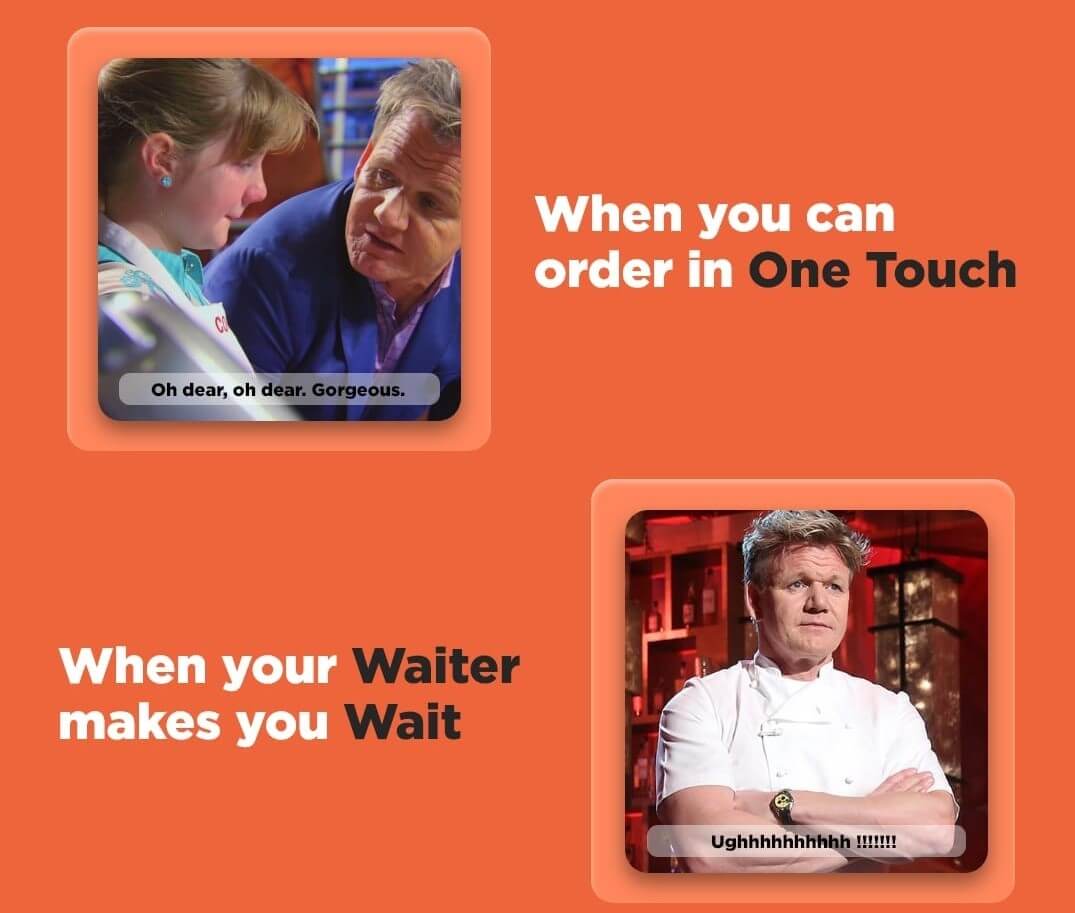 When you can
order in One Touch
CO
Oh dear, oh dear. Gorgeous.
When your Waiter
makes you Wait
Ughhhhhhhhhh !!!!!!!